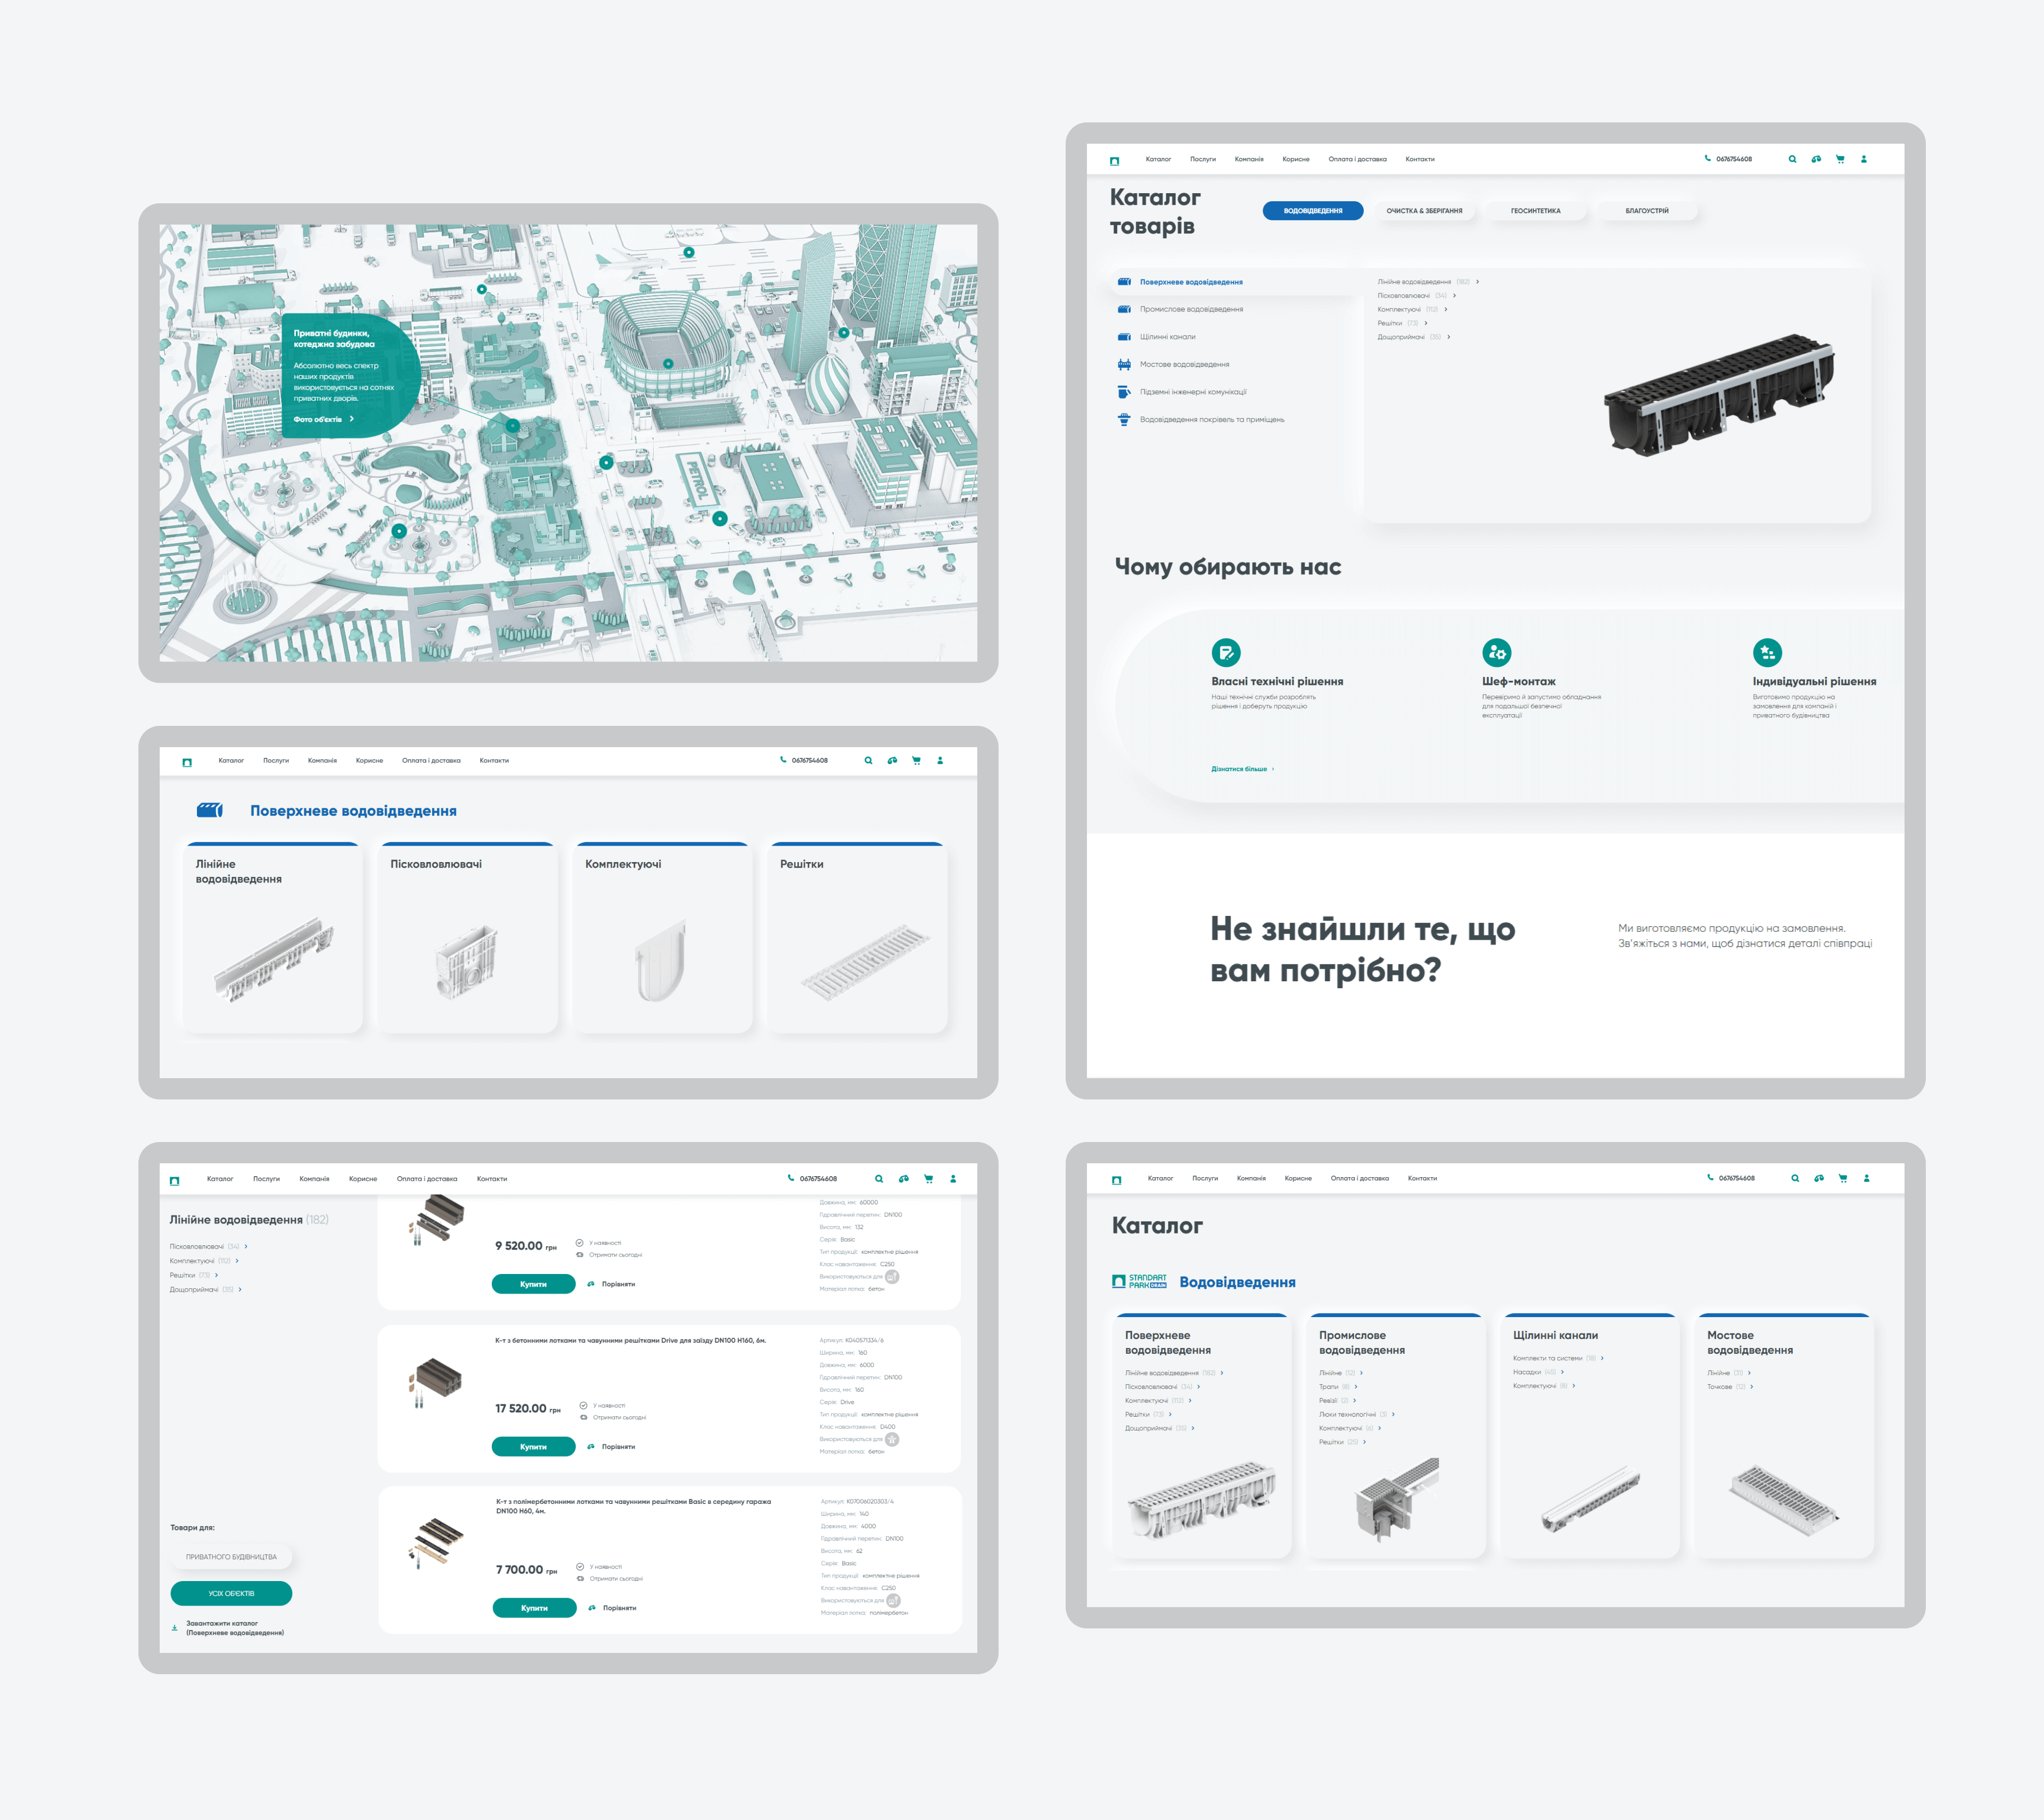 Приватні будинки,
котеджна забудова
Абсолютно весь спектр
наших продуктів
використовується на сотнях
приватних дворів.
Фото об'єктів
PETROL
Каталог Послуги Компанія Корисне Оплата і доставка Контакти 0676754608
Поверхневе водовідведення
Лінійне
водовідведення
Пісковловлювачі
Комплектуючі
Решітки
Каталог Послуги Компанія Корисне Оплата і доставка Контакти 0676754608
Лінійне водовідведення (182)
Пісковловлювачі (34)
Комплектуючі (112)
Решітки (73)
Дощоприймачі (35)
Товари для:
ПРИВАТНОГО БУДІВНИЦТВА
УСІХ ОБ'ЄКТІВ
Завантажити каталог
(Поверхневе водовідведення)
9 520.00 грн
У наявності
Отримати сьогодні
Купити
Порівняти
Довжина, мм: 60000
Гідравлічний перетин: DN100
Висота, мм: 132
Серія: Basic
Тип продукції: комплектне рішення
Клас навантаження: C250
Використовуються для
Матеріал лотка: бетон
К-т з бетонними лотками та чавунними решітками Drive для заїзду DN100 H160, 6м.
17 520.00 грн
У наявності
Отримати сьогодні
Купити
Порівняти
Артикул: KD40571334/6
Ширина, мм: 160
Довжина, мм: 6000
Гідравлічний перетин: DN100
Висота, мм: 160
Серія: Drive
Тип продукції: комплектне рішення
Клас навантаження: D400
Використовуються для
Матеріал лотка: бетон
К-т з полімербетонними лотками та чавунними решітками Basic в середину гаража
DN100 H60, 4м.
7 700.00 грн
У наявності
Отримати сьогодні
Купити
Порівняти
Артикул: KD7006020303/4
Ширина, мм: 140
Довжина, мм: 4000
Гідравлічний перетин: DN100
Висота, мм: 62
Серія: Basic
Тип продукції: комплектне рішення
Клас навантаження: C250
Використовуються для
Матеріал лотка: полімербетон
Каталог Послуги Компанія Корисне Оплата і доставка Контакти 0676754608
Каталог
товарів
ВОДОВІДВЕДЕННЯ
ОЧИСТКА & ЗБЕРІГАННЯ
ГЕОСИНТЕТИКА
БЛАГОУСТРІЙ
Поверхневе водовідведення
Промислове водовідведення
Щілинні канали
Мостове водовідведення
Підземні інженерні комунікації
Водовідведення покрівель та приміщень
Лінійне водовідведення (182)
Пісковловлювачі (34)
Комплектуючі (112)
Решітки (73)
Дощоприймачі (35)
Чому обирають нас
Власні технічні рішення
Наші технічні служби розроблять
рішення і доберуть продукцію
Дізнатися більше
Шеф-монтаж
Перевіримо й запустимо обладнання
для подальшої безпечної
експлуатації
Індивідуальні рішення
Виготовимо продукцію на
замовлення для компаній і
приватного будівництва
Не знайшли те, що
вам потрібно?
Ми виготовляємо продукцію на замовлення.
Зв'яжіться з нами, щоб дізнатися деталі співпраці
Каталог Послуги Компанія Корисне Оплата і доставка Контакти 0676754608
Каталог
STANDART
PARK DRAIN
Водовідведення
Поверхневе
водовідведення
Лінійне водовідведення (182)
Пісковловлювачі (34)
Комплектуючі (112)
Решітки (73)
Дощоприймачі (35)
Промислове
водовідведення
Лінійне (12)
Трапи (8)
Ревізії (2)
Люки технологічні (3)
Комплектуючі (6)
Решітки (25)
Щілинні канали
Комплекти та системи (18)
Насадки (45)
Комплектуючі (8)
Мостове
водовідведення
Лінійне (31)
Точкове (12)